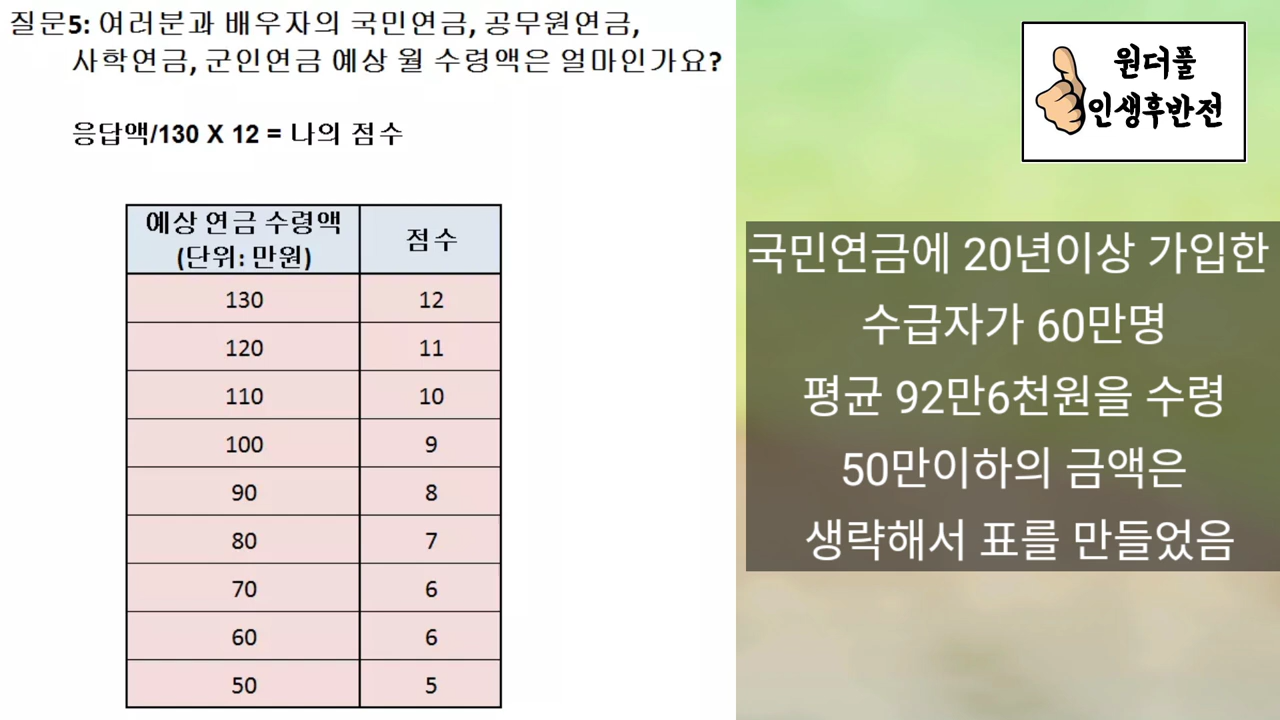 질문5: 여러분과 배우자의 국민연금, 공무원연금,
사학연금, 군인연금 예상 월 수령액은 얼마인가요?
응답액/130 X 12 = 나의 점수
예상 연금 수령액
(단위: 만원)
점수
130 12
120 11
110 10
100 9
90 8
80 7
70 6
60 6
50 5
원더풀
인생후반전
국민연금에 20년이상 가입한
수급자가 60만명
평균 92만6천원을 수령
50만이하의 금액은
생략해서 표를 만들었음